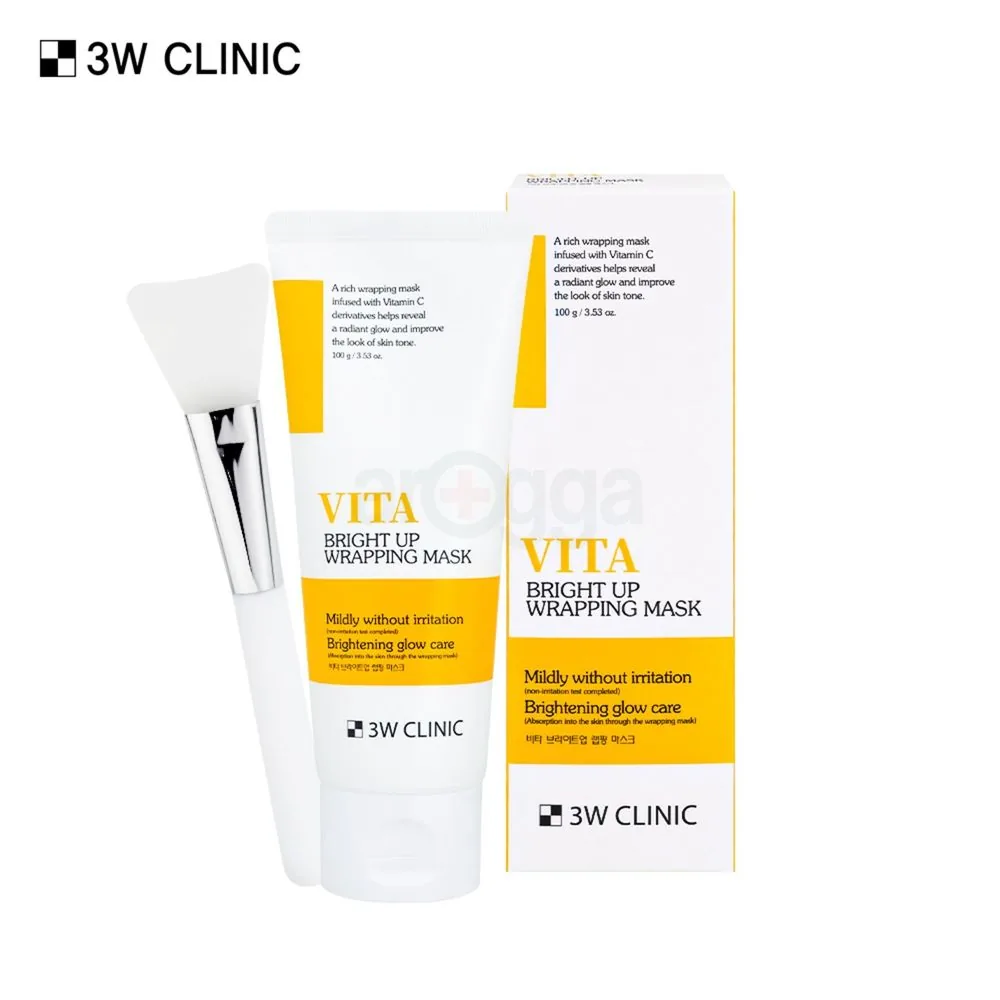 3W CLINIC
A rich wrapping mask
infused with Vitamin C
derivatives helps reveal
a radiant glow and improve
the look of skin tone.
100 g / 3.53 oz.
VITA
BRIGHT UP
WRAPPING MASK
Mildly without irritation
(non-irritation test completed)
Brightening glow care
(Absorption into the skin through the wrapping mask)
비타 브라이트업 랩핑 마스크
3W CLINIC
VITA
BRIGHT UP
WRAPPING MASK
A rich wrapping mask
infused with Vitamin C
derivatives helps reveal
a radiant glow and improve
the look of skin tone.
100 g / 3.53 oz.
VITA
BRIGHT UP
WRAPPING MASK
Mildly without irritation
(non-irritation test completed)
Brightening glow care
(Absorption into the skin through the wrapping mask)
비타 브라이트업 랩핑 마스크
3W CLINIC
arogga